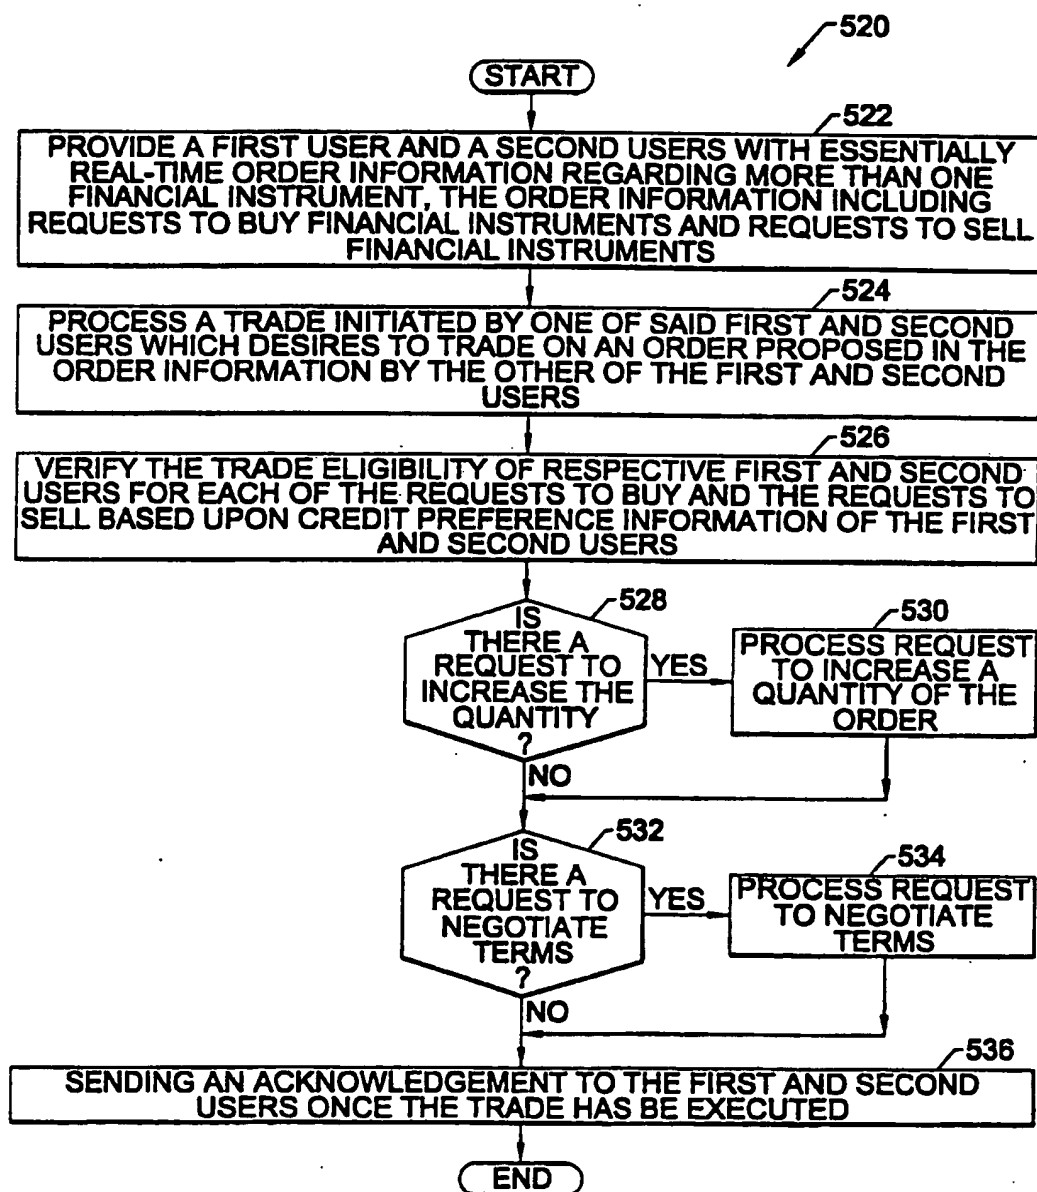 520
START
522
PROVIDE A FIRST USER AND A SECOND USERS WITH ESSENTIALLY
REAL-TIME ORDER INFORMATION REGARDING MORE THAN ONE
FINANCIAL INSTRUMENT, THE ORDER INFORMATION INCLUDING
REQUESTS TO BUY FINANCIAL INSTRUMENTS AND REQUESTS TO SELL
FINANCIAL INSTRUMENTS
524
PROCESS A TRADE INITIATED BY ONE OF SAID FIRST AND SECOND
USERS WHICH DESIRES TO TRADE ON AN ORDER PROPOSED IN THE
ORDER INFORMATION BY THE OTHER OF THE FIRST AND SECOND
USERS
526
VERIFY THE TRADE ELIGIBILITY OF RESPECTIVE FIRST AND SECOND
USERS FOR EACH OF THE REQUESTS TO BUY AND THE REQUESTS TO
SELL BASED UPON CREDIT PREFERENCE INFORMATION OF THE FIRST
AND SECOND USERS
528
IS
THERE A
REQUEST TO
INCREASE THE
QUANTITY
?
YES
530
PROCESS REQUEST
TO INCREASE A
QUANTITY OF THE
ORDER
NO
532
IS
THERE A
REQUEST TO
NEGOTIATE
TERMS
?
YES
534
PROCESS REQUEST
TO NEGOTIATE
TERMS
NO
536
SENDING AN ACKNOWLEDGEMENT TO THE FIRST AND SECOND
USERS ONCE THE TRADE HAS BE EXECUTED
END